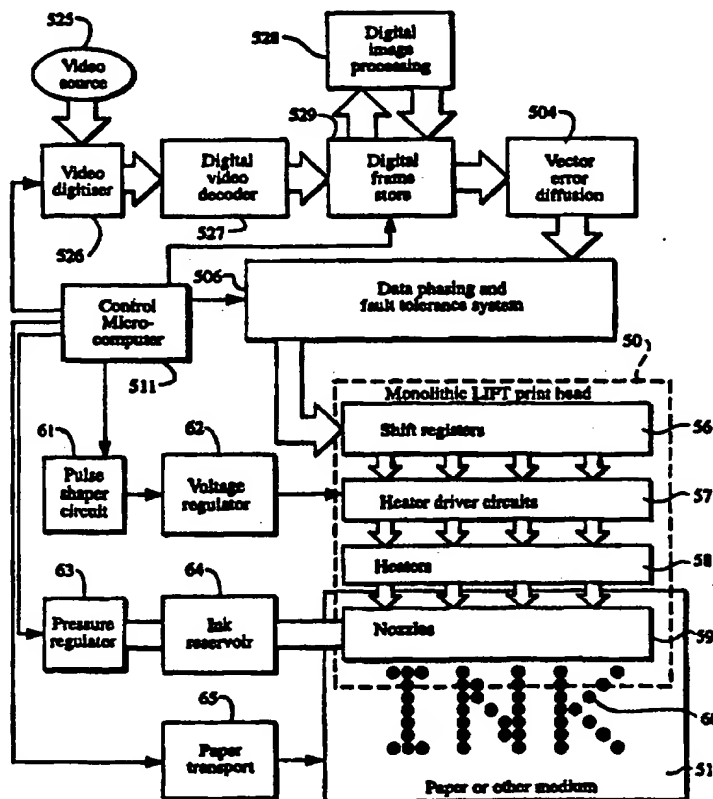 525
Video
source
528
Digital
image
processing
529
504
Video
digitiser
526
Digital
video
decoder
527
Digital
frame
store
Vector
error
diffusion
506
Data phasing and
fault tolerance system
Control
Micro-
computer
511
50
Monolithic LIFT print head
Shift registers
56
61
62
Pulse
shaper
circuit
Voltage
regulator
Heater driver circuits
57
Heaters
58
63
64
Pressure
regulator
Ink
reservoir
Nozzles
59
INK
65
Paper
transport
51
Paper or other medium